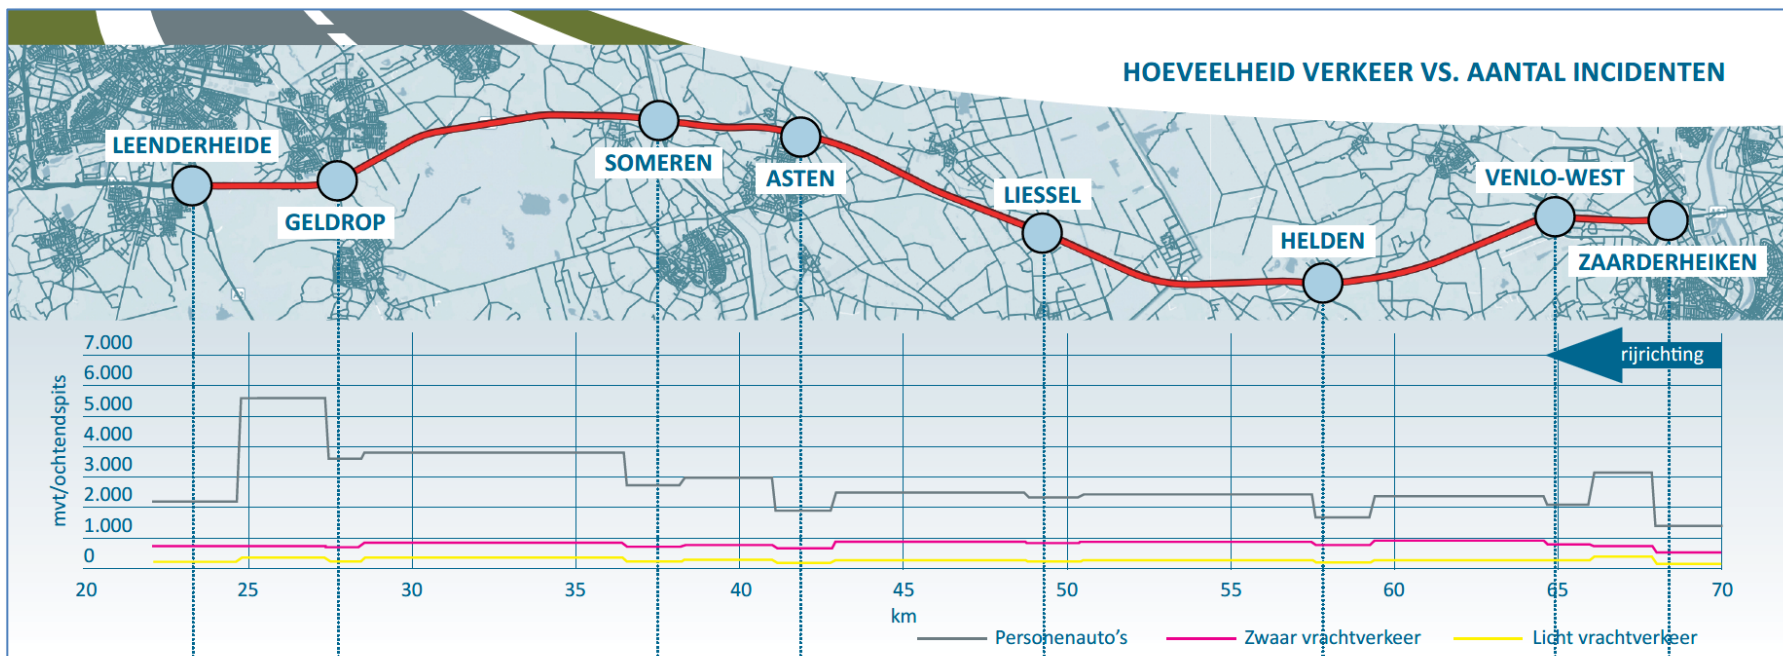 HOEVEELHEID VERKEER VS. AANTAL INCIDENTEN
LEENDERHEIDE
GELDROP
SOMEREN
ASTEN
LIESSEL
HELDEN
VENLO-WEST
ZAARDERHEIKEN
7.000
6.000
5.000
4.000
3.000
2.000
1.000
0
mvt/ochtendspits
rijrichting
20 25 30 35 40 45 50 55 60 65 70
km
Personenauto's Zwaar vrachtverkeer Licht vrachtverkeer